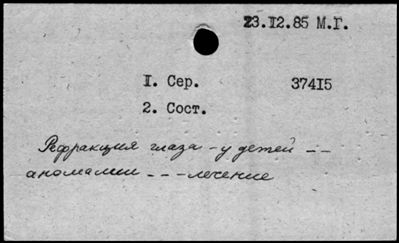 23.12.85 М.Г.
1. Сер. 37415
2. Сост.
Рефракция глаза - у детей --
аномалии - - - лечение